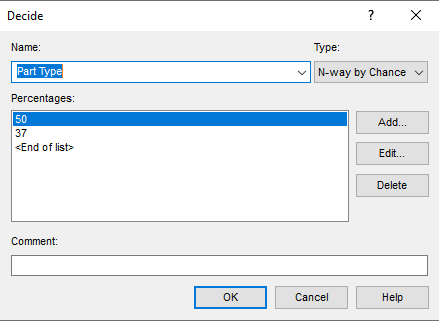 Decide ?
Name: Type:
Part Type N-way by Chance
Percentages:
50
Add...
37
<End of list>
Edit...
Delete
Comment:
OK Cancel Help